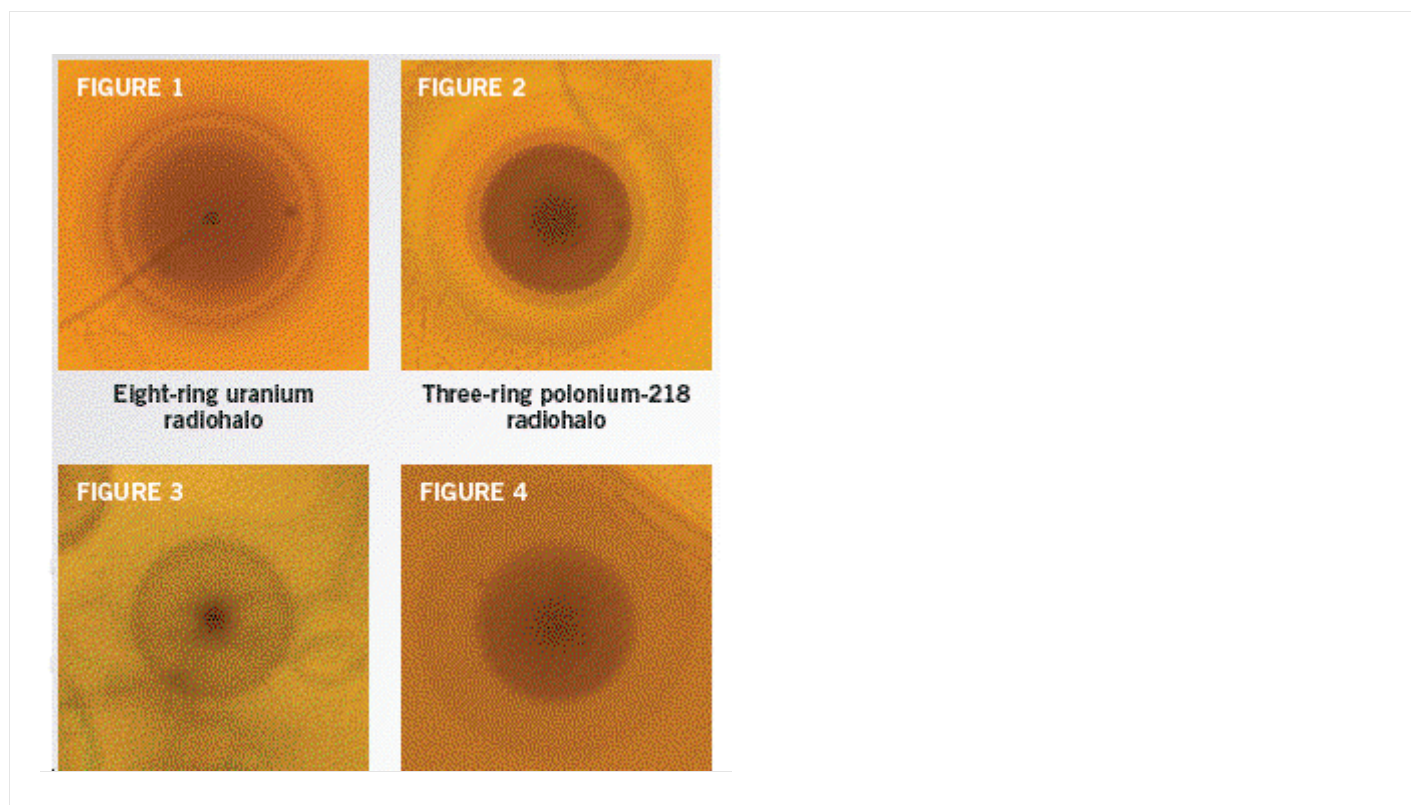 FIGURE 1
FIGURE 2
Eight-ring uranium
radiohalo
Three-ring polonium-218
radiohalo
FIGURE 3
FIGURE 4